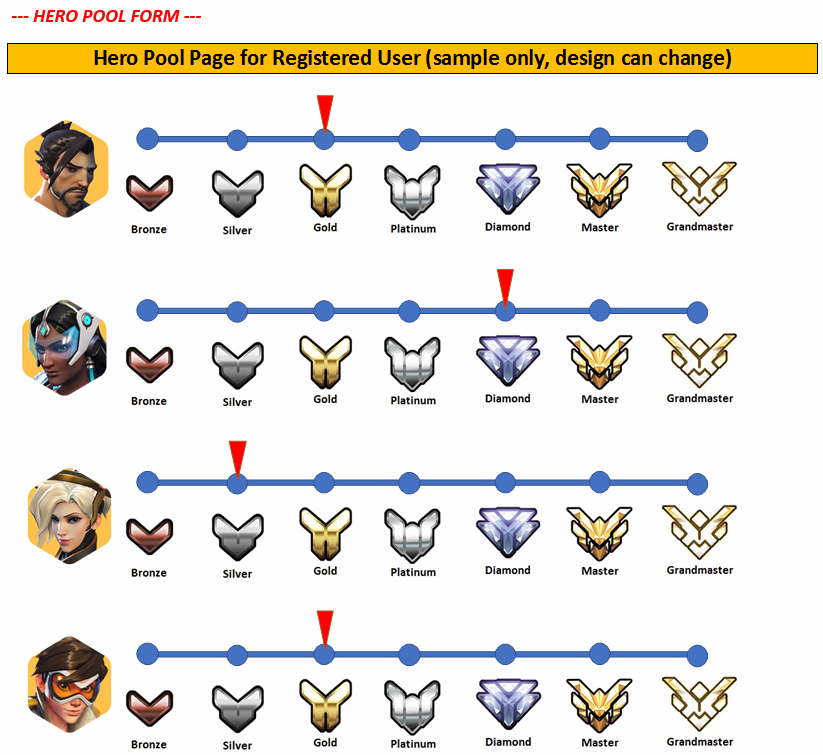 --- HERO POOL FORM ---
Hero Pool Page for Registered User (sample only, design can change)
Bronze Silver Gold Platinum Diamond Master Grandmaster
Bronze Silver Gold Platinum Diamond Master Grandmaster
Bronze Silver Gold Platinum Diamond Master Grandmaster
Bronze Silver Gold Platinum Diamond Master Grandmaster